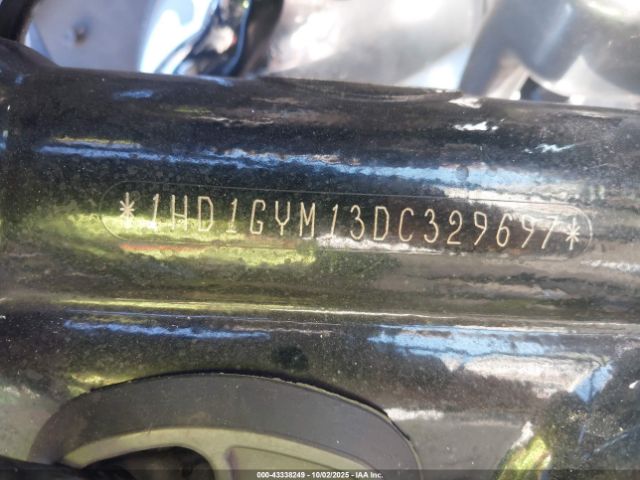 *1HD1GYM13DC329697*
000-43338249 - 10/02/2025 - IAA Inc.